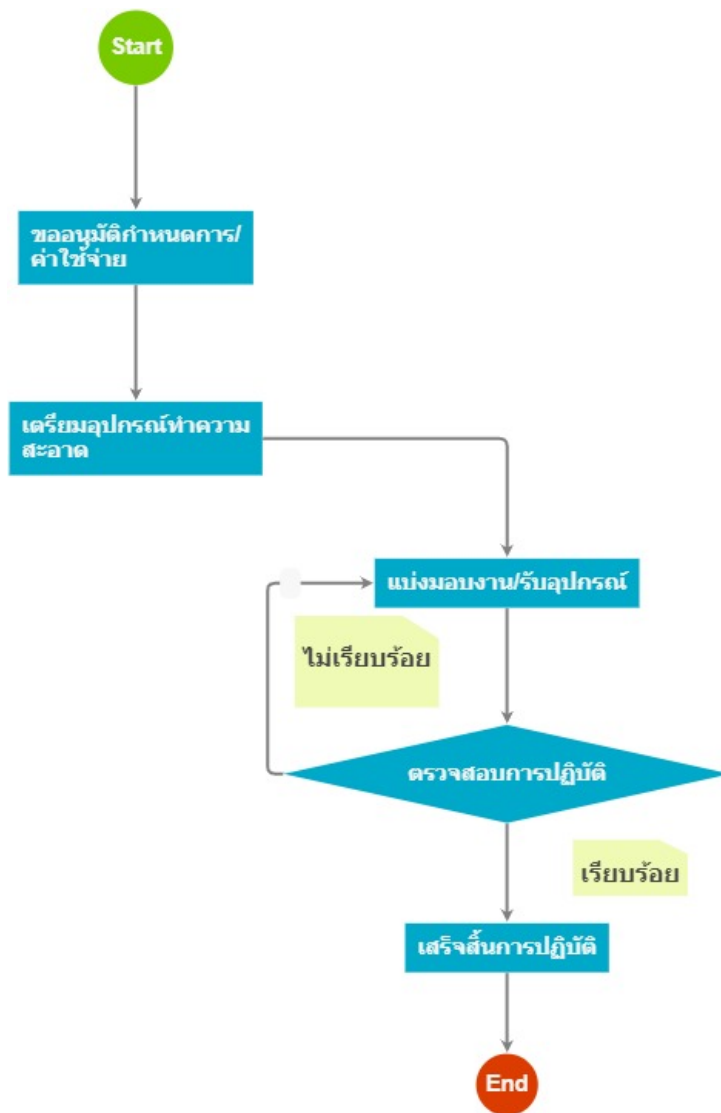 Start
ขออนุมัติกำหนดการ/
ค่าใช้จ่าย
เตรียมอุปกรณ์ทำความ
สะอาด
แบ่งมอบงาน/รับอุปกรณ์
ไม่เรียบร้อย
ตรวจสอบการปฏิบัติ
เรียบร้อย
เสร็จสิ้นการปฏิบัติ
End